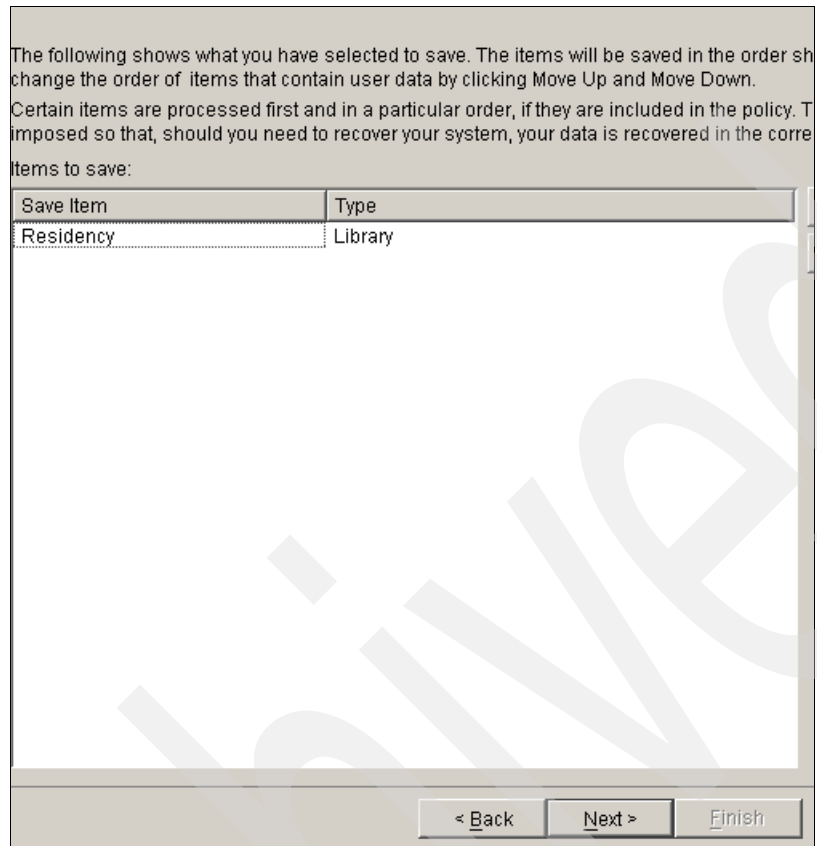 The following shows what you have selected to save. The items will be saved in the order sh
change the order of items that contain user data by clicking Move Up and Move Down.
Certain items are processed first and in a particular order, if they are included in the policy. T
imposed so that, should you need to recover your system, your data is recovered in the corre
Items to save:
Save Item Type
Residency Library
< Back Next > Finish